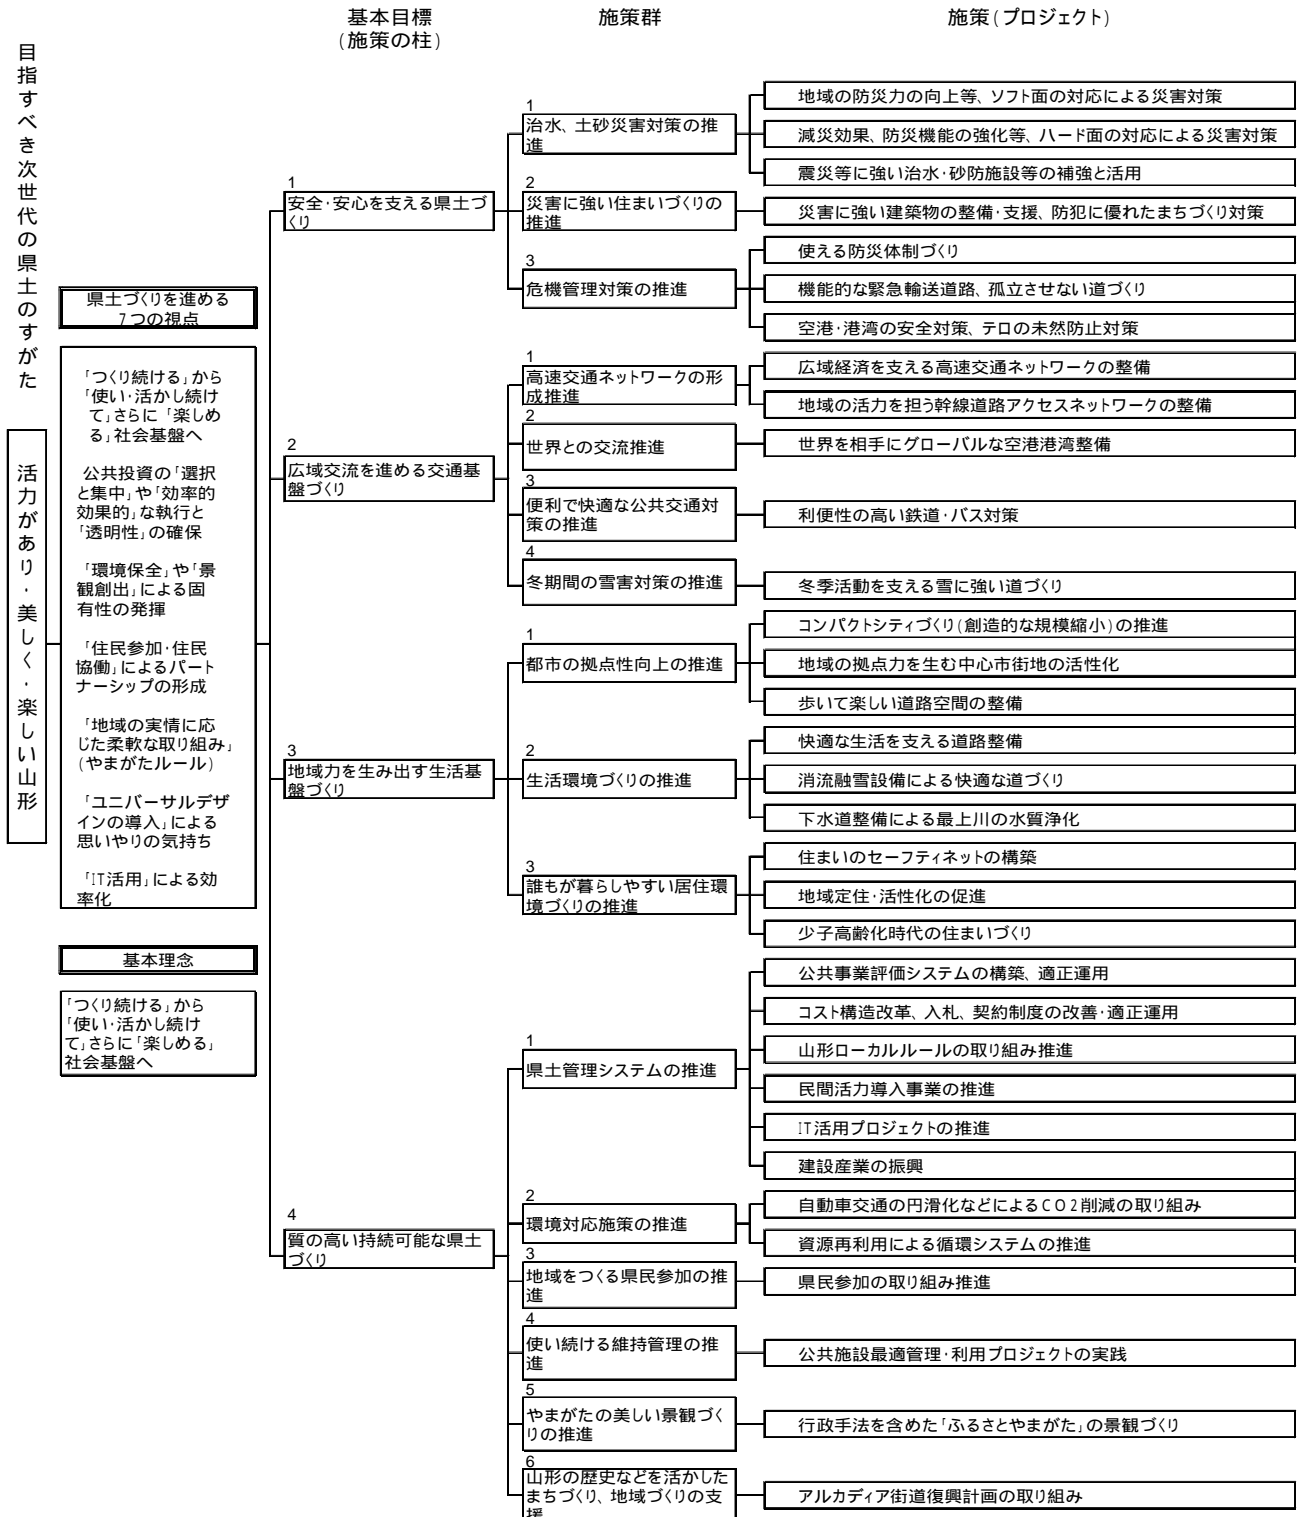 基本目標
(施策の柱)
施策群
施策(プロジェクト)
目指すべき次世代の県土のすがた
活力があり・美しく・楽しい山形
県土づくりを進める
7つの視点
「つくり続ける」から
「使い・活かし続け
て」さらに「楽しめ
る」社会基盤へ
公共投資の「選択
と集中」や「効率的
効果的」な執行と
「透明性」の確保
「環境保全」や「景
観創出」による固
有性の発揮
「住民参加・住民
協働」によるパート
ナーシップの形成
「地域の実情に応
じた柔軟な取り組み」
(やまがたルール)
「ユニバーサルデザ
インの導入」による
思いやりの気持ち
「IT活用」による効
率化
基本理念
「つくり続ける」から
「使い・活かし続け
て」さらに「楽しめる」
社会基盤へ
1
安全・安心を支える県土づ
くり
1
治水、土砂災害対策の推
進
地域の防災力の向上等、ソフト面の対応による災害対策
減災効果、防災機能の強化等、ハード面の対応による災害対策
震災等に強い治水・砂防施設等の補強と活用
2
災害に強い住まいづくりの
推進
災害に強い建築物の整備・支援、防犯に優れたまちづくり対策
3
危機管理対策の推進
使える防災体制づくり
機能的な緊急輸送道路、孤立させない道づくり
空港・港湾の安全対策、テロの未然防止対策
2
広域交流を進める交通基
盤づくり
1
高速交通ネットワークの形
成推進
広域経済を支える高速交通ネットワークの整備
地域の活力を担う幹線道路アクセスネットワークの整備
2
世界との交流推進
世界を相手にグローバルな空港港湾整備
3
便利で快適な公共交通対
策の推進
利便性の高い鉄道・バス対策
4
冬期間の雪害対策の推進
冬季活動を支える雪に強い道づくり
3
地域力を生み出す生活基
盤づくり
1
都市の拠点性向上の推進
コンパクトシティづくり(創造的な規模縮小)の推進
地域の拠点力を生む中心市街地の活性化
歩いて楽しい道路空間の整備
2
生活環境づくりの推進
快適な生活を支える道路整備
消流融雪設備による快適な道づくり
下水道整備による最上川の水質浄化
3
誰もが暮らしやすい居住環
境づくりの推進
住まいのセーフティネットの構築
地域定住・活性化の促進
少子高齢化時代の住まいづくり
4
質の高い持続可能な県土
づくり
1
県土管理システムの推進
公共事業評価システムの構築、適正運用
コスト構造改革、入札、契約制度の改善・適正運用
山形ローカルルールの取り組み推進
民間活力導入事業の推進
IT活用プロジェクトの推進
建設産業の振興
2
環境対応施策の推進
自動車交通の円滑化などによるCO2削減の取り組み
資源再利用による循環システムの推進
3
地域をつくる県民参加の推
進
県民参加の取り組み推進
4
使い続ける維持管理の推
進
公共施設最適管理・利用プロジェクトの実践
5
やまがたの美しい景観づく
りの推進
行政手法を含めた「ふるさとやまがた」の景観づくり
6
山形の歴史などを活かした
まちづくり、地域づくりの支
援
アルカディア街道復興計画の取り組み